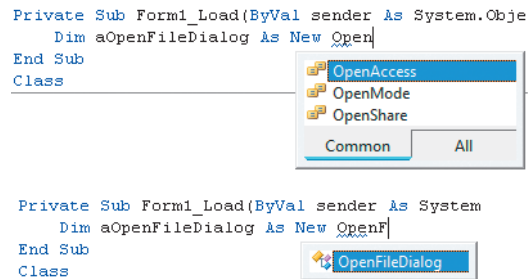 Private Sub Form1_Load(ByVal sender As System.Obje
Dim aOpenFileDialog As New Open
End Sub
Class
OpenAccess
OpenMode
OpenShare
Common All
Private Sub Form1_Load(ByVal sender As System
Dim aOpenFileDialog As New OpenF
End Sub
Class
OpenFileDialog